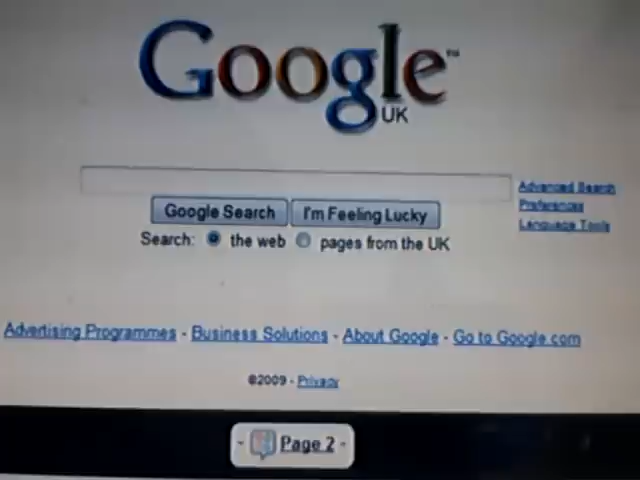 Google™
UK
Advanced Search
Preferences
Language Tools
Google Search I'm Feeling Lucky
Search: the web pages from the UK
Advertising Programmes - Business Solutions - About Google - Go to Google.com
©2009 - Privacy
- Page 2 -